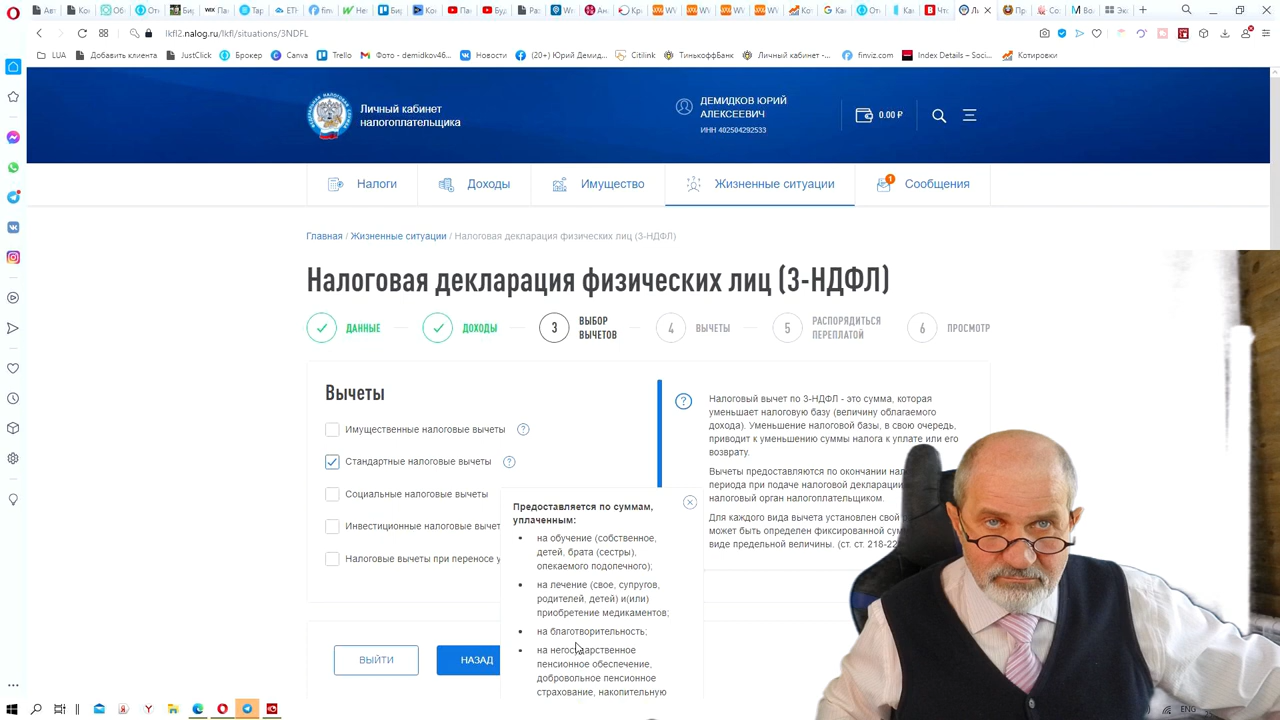 lkfl2.nalog.ru/lkfl/situations/3NDFL
LUA
Добавить клиента
JustClick
Брокер
Canva
Trello
Фото - demidkov46...
Новости
(20+) Юрий Демид...
Citilink
ТинькоффБанк
Личный кабинет -...
finviz.com
Index Details – Soci...
Котировки
Личный кабинет
налогоплательщика
ДЕМИДКОВ ЮРИЙ
АЛЕКСЕЕВИЧ
ИНН 402504292533
0.00 ₽
Налоги
Доходы
Имущество
Жизненные ситуации
1
Сообщения
Главная / Жизненные ситуации / Налоговая декларация физических лиц (3-НДФЛ)
Налоговая декларация физических лиц (3-НДФЛ)
ДАННЫЕ
ДОХОДЫ
3
ВЫБОР
ВЫЧЕТОВ
4
ВЫЧЕТЫ
5
РАСПОРЯДИТЬСЯ
ПЕРЕПЛАТОЙ
6
ПРОСМОТР
Вычеты
Имущественные налоговые вычеты
?
Стандартные налоговые вычеты
?
Социальные налоговые вычеты
Инвестиционные налоговые вычет
Налоговые вычеты при переносе у
Предоставляется по суммам,
уплаченным:
на обучение (собственное,
детей, брата (сестры),
опекаемого подопечного);
на лечение (свое, супругов,
родителей, детей) и(или)
приобретение медикаментов;
на благотворительность;
на негосударственное
пенсионное обеспечение,
добровольное пенсионное
страхование, накопительную
?
Налоговый вычет по 3-НДФЛ - это сумма, которая
уменьшает налоговую базу (величину облагаемого
дохода). Уменьшение налоговой базы, в свою очередь,
приводит к уменьшению суммы налога к уплате или его
возврату.
Вычеты предоставляются по окончании нал
периода при подаче налоговой декларации
налоговый орган налогоплательщиком.
Для каждого вида вычета установлен свой
может быть определен фиксированной сум
виде предельной величины. (ст. ст. 218-22
ВЫЙТИ
НАЗАД
ENG